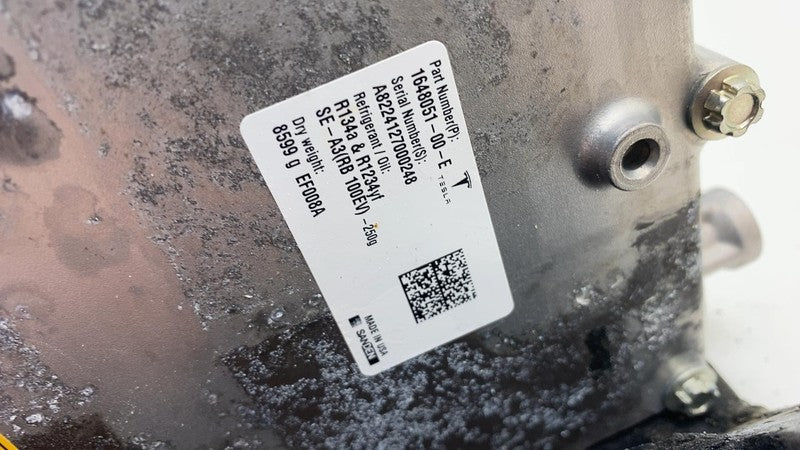 Part Number(P):
1648051-00-E
TESLA
Serial Number(S):
A8224127000248
Refrigerant / Oil:
R134a & R1234yf
SE-A3(RB 100EV) -250g
Dry weight:
8599 g EF008A
MADE IN USA
SANDEN